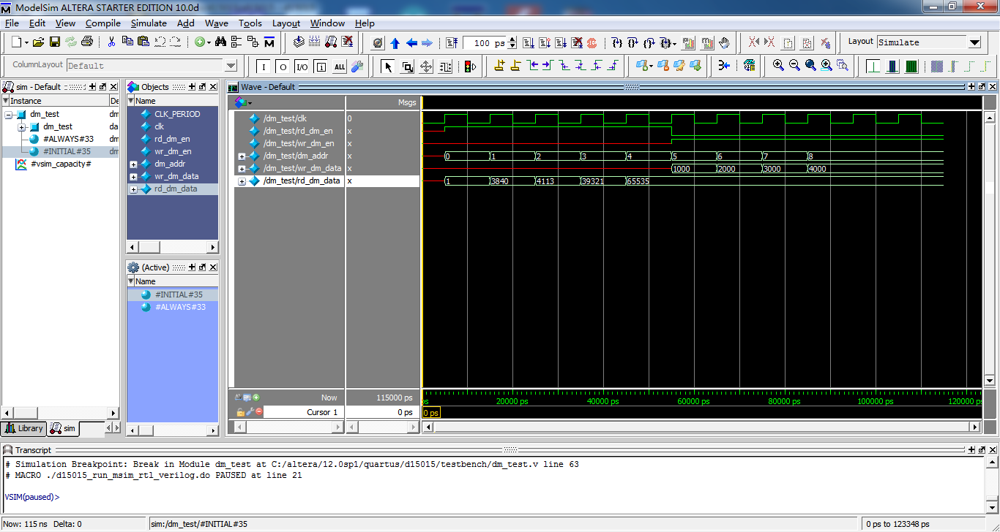 ModelSim ALTERA STARTER EDITION 10.0d
File Edit View Compile Simulate Add Wave Tools Layout Window Help
100 ps
Layout Simulate
ColumnLayout Default
I O I/O ALL
sim - Default
Instance De
dm_test dm
dm_test da
#ALWAYS#33 dm
#INITIAL#35 dm
#vsim_capacity#
Library sim
Objects
Name
CLK_PERIOD
clk
rd_dm_en
wr_dm_en
dm_addr
wr_dm_data
rd_dm_data
(Active)
Name
#INITIAL#35
#ALWAYS#33
Wave - Default
Msgs
/dm_test/clk 0
/dm_test/rd_dm_en x
/dm_test/wr_dm_en x
/dm_test/dm_addr x 0 1 2 3 4 5 6 7 8
/dm_test/wr_dm_data x 1000 2000 3000 4000
/dm_test/rd_dm_data x 1 3840 4113 39321 65535
Now 115000 ps ps 20000 ps 40000 ps 60000 ps 80000 ps 100000 ps 120000 ps
Cursor 1 0 ps 0 ps
Transcript
# Simulation Breakpoint: Break in Module dm_test at C:/altera/12.0sp1/quartus/d15015/testbench/dm_test.v line 63
# MACRO ./d15015_run_msim_rtl_verilog.do PAUSED at line 21
VSIM(paused)>
Now: 115 ns Delta: 0 sim:/dm_test/#INITIAL#35 0 ps to 123348 ps